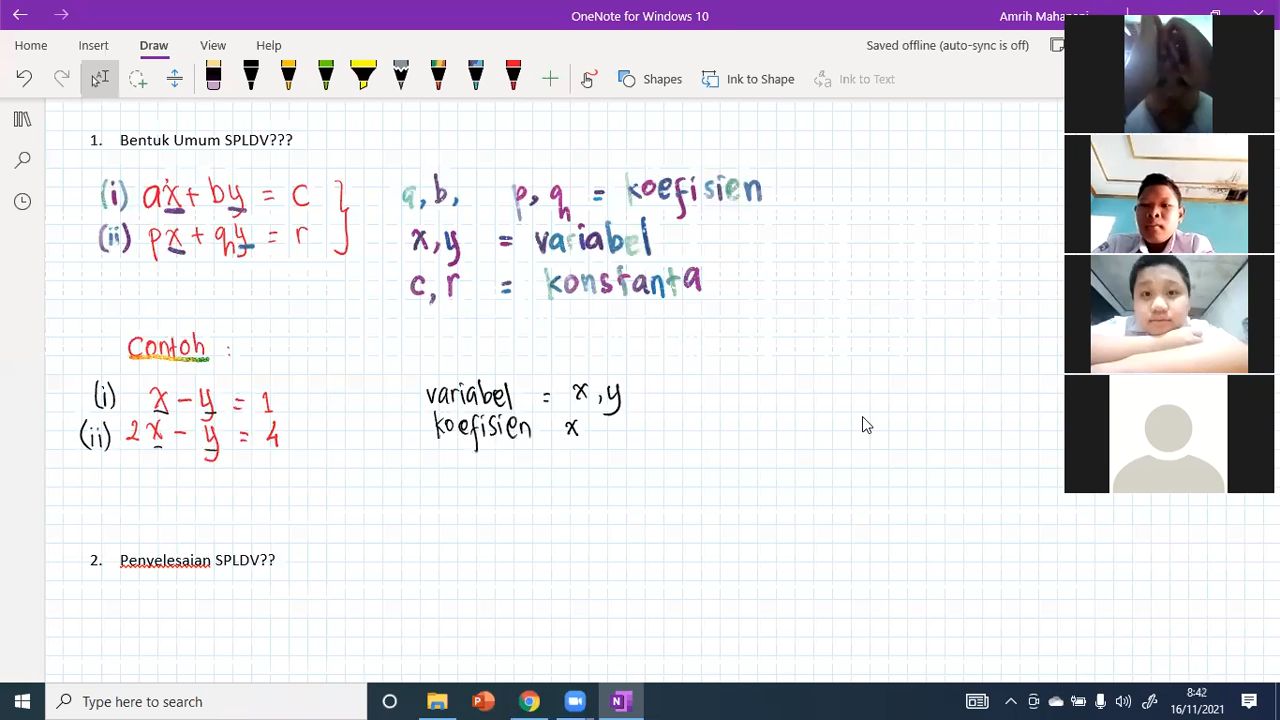 OneNote for Windows 10
Amrih Mahan
Home Insert Draw View Help
Saved offline (auto-sync is off)
Shapes Ink to Shape Ink to Text
1. Bentuk Umum SPLDV???
(i) ax + by = c
(ii) px + qy = r
a, b, p, q = koefisien
x, y = variabel
c, r = konstanta
Contoh :
(i) x - y = 1
(ii) 2x - y = 4
variabel = x, y
koefisien x
2. Penyelesaian SPLDV??
Type here to search
8:42
16/11/2021